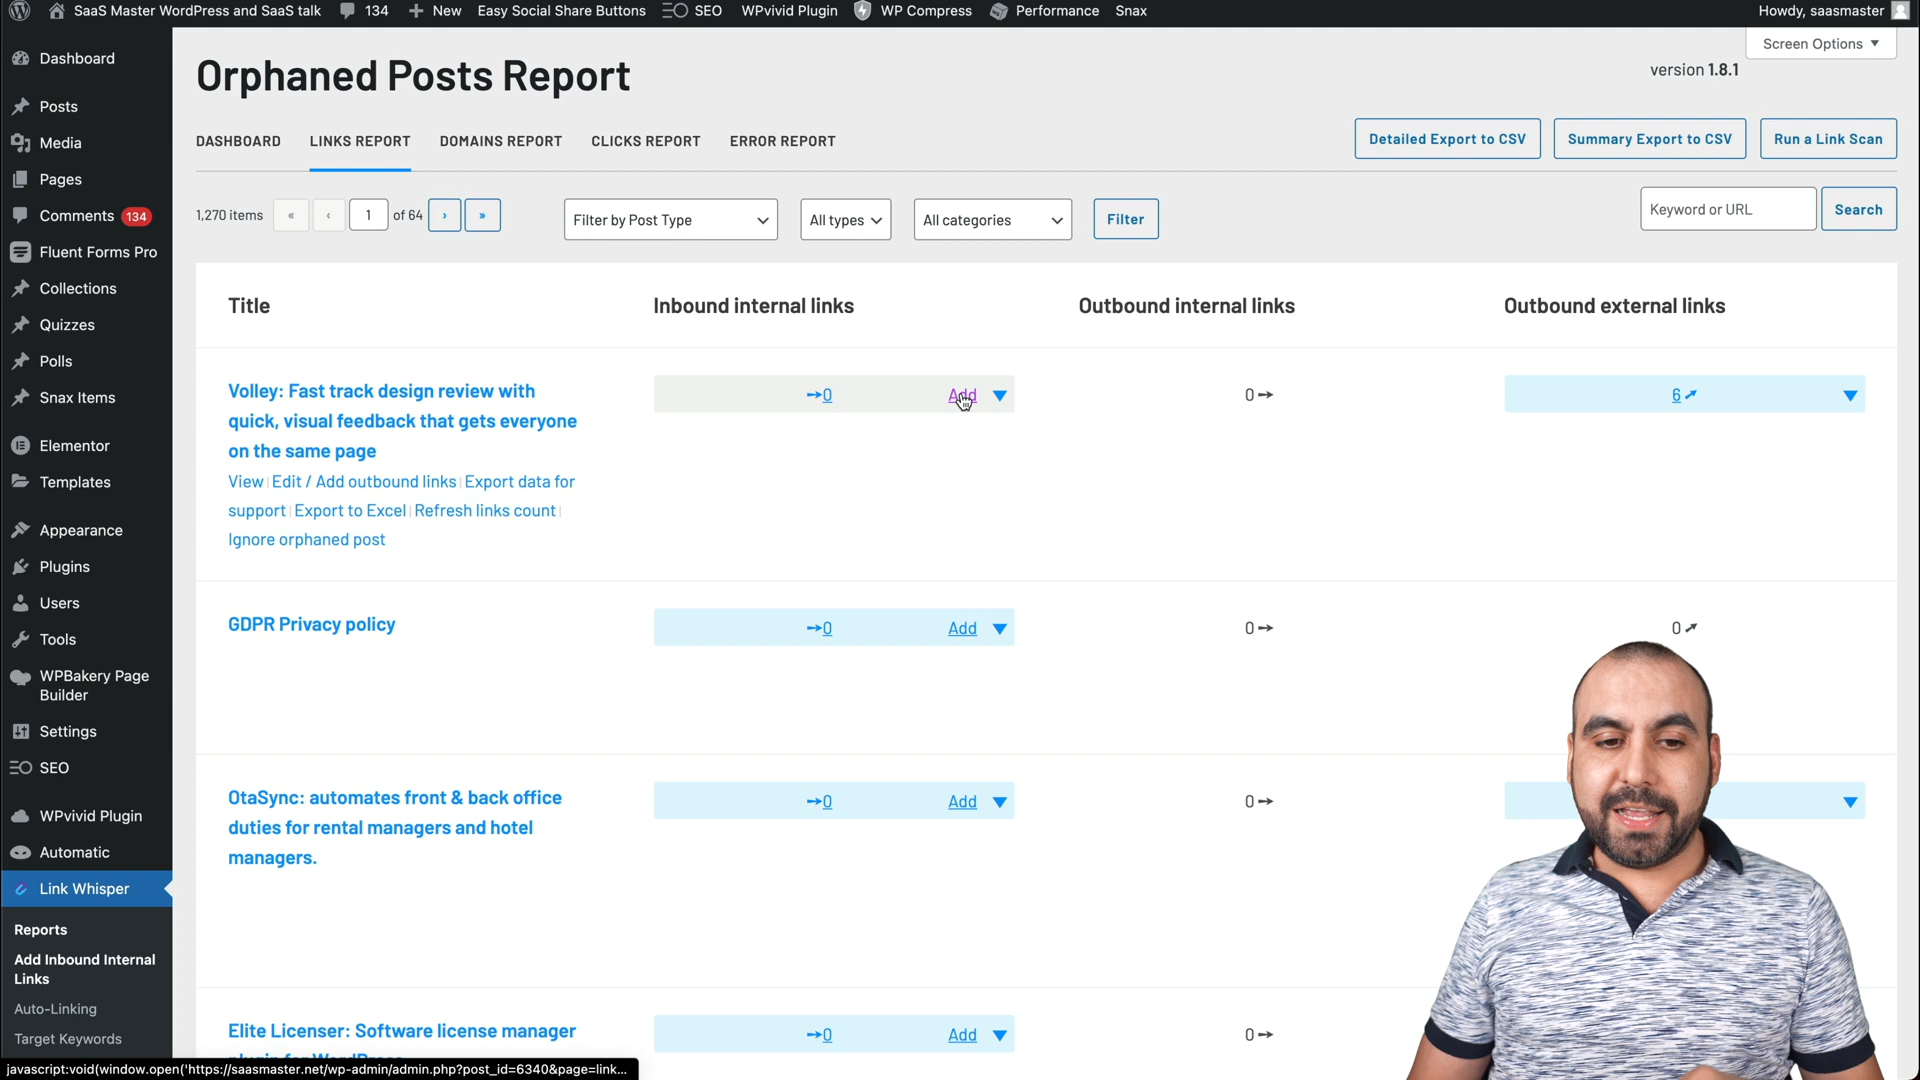 SaaS Master WordPress and SaaS talk 134 New Easy Social Share Buttons SEO WPvivid Plugin WP Compress Performance Snax Howdy, saasmaster
Screen Options ▼
Dashboard
Posts
Media
Pages
Comments 134
Fluent Forms Pro
Collections
Quizzes
Polls
Snax Items
Elementor
Templates
Appearance
Plugins
Users
Tools
WPBakery Page
Builder
Settings
SEO
WPvivid Plugin
Automatic
Link Whisper
Reports
Add Inbound Internal
Links
Auto-Linking
Target Keywords
Orphaned Posts Report
version 1.8.1
DASHBOARD LINKS REPORT DOMAINS REPORT CLICKS REPORT ERROR REPORT
Detailed Export to CSV Summary Export to CSV Run a Link Scan
1,270 items « ‹ 1 of 64 › » Filter by Post Type All types All categories Filter
Keyword or URL Search
Title Inbound internal links Outbound internal links Outbound external links
Volley: Fast track design review with
quick, visual feedback that gets everyone
on the same page
View | Edit / Add outbound links | Export data for
support | Export to Excel | Refresh links count |
Ignore orphaned post
0 Add ▼ 0 6 ▼
GDPR Privacy policy 0 Add ▼ 0 0
OtaSync: automates front & back office
duties for rental managers and hotel
managers.
0 Add ▼ 0 ▼
Elite Licenser: Software license manager
0 Add ▼ 0
javascript:void(window.open('https://saasmaster.net/wp-admin/admin.php?post_id=6340&page=link...